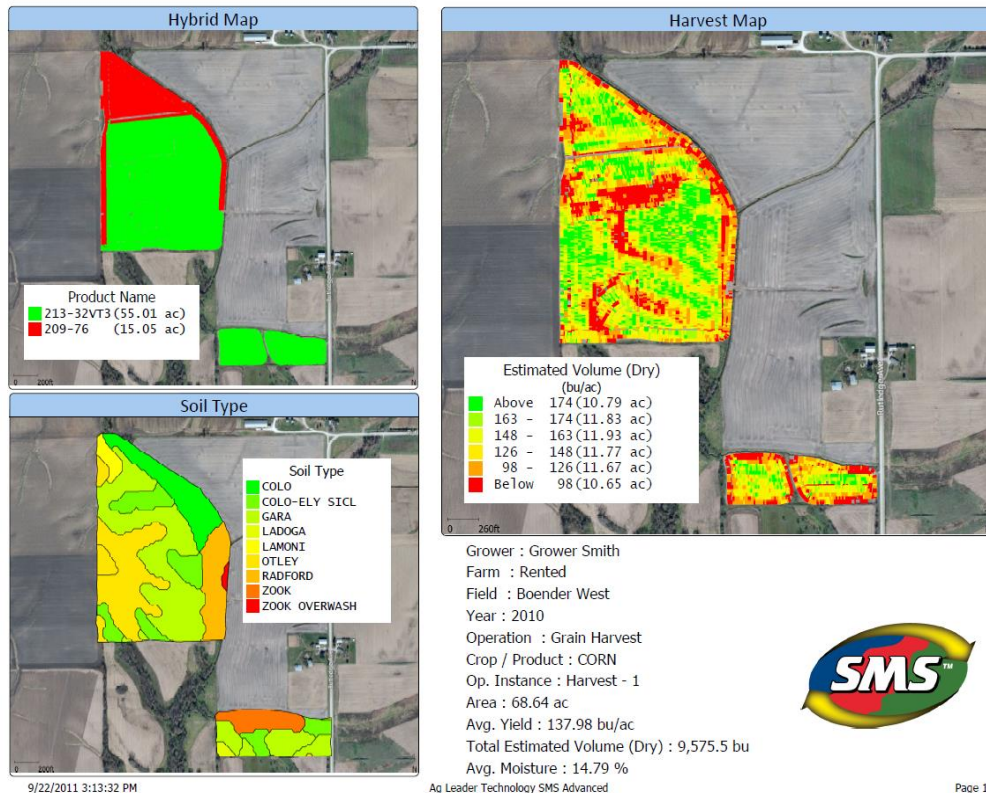 Hybrid Map
Product Name
213-32VT3(55.01 ac)
209-76 (15.05 ac)
0 200ft
N
Soil Type
Soil Type
COLO
COLO-ELY SICL
GARA
LADOGA
LAMONI
OTLEY
RADFORD
ZOOK
ZOOK OVERWASH
0 200ft
N
Harvest Map
Estimated Volume (Dry)
(bu/ac)
Above 174(10.79 ac)
163 - 174(11.83 ac)
148 - 163(11.93 ac)
126 - 148(11.77 ac)
98 - 126(11.67 ac)
Below 98(10.65 ac)
0 260ft
N
Grower : Grower Smith
Farm : Rented
Field : Boender West
Year : 2010
Operation : Grain Harvest
Crop / Product : CORN
Op. Instance : Harvest - 1
Area : 68.64 ac
Avg. Yield : 137.98 bu/ac
Total Estimated Volume (Dry) : 9,575.5 bu
Avg. Moisture : 14.79 %
SMS™
9/22/2011 3:13:32 PM
Ag Leader Technology SMS Advanced
Page 1